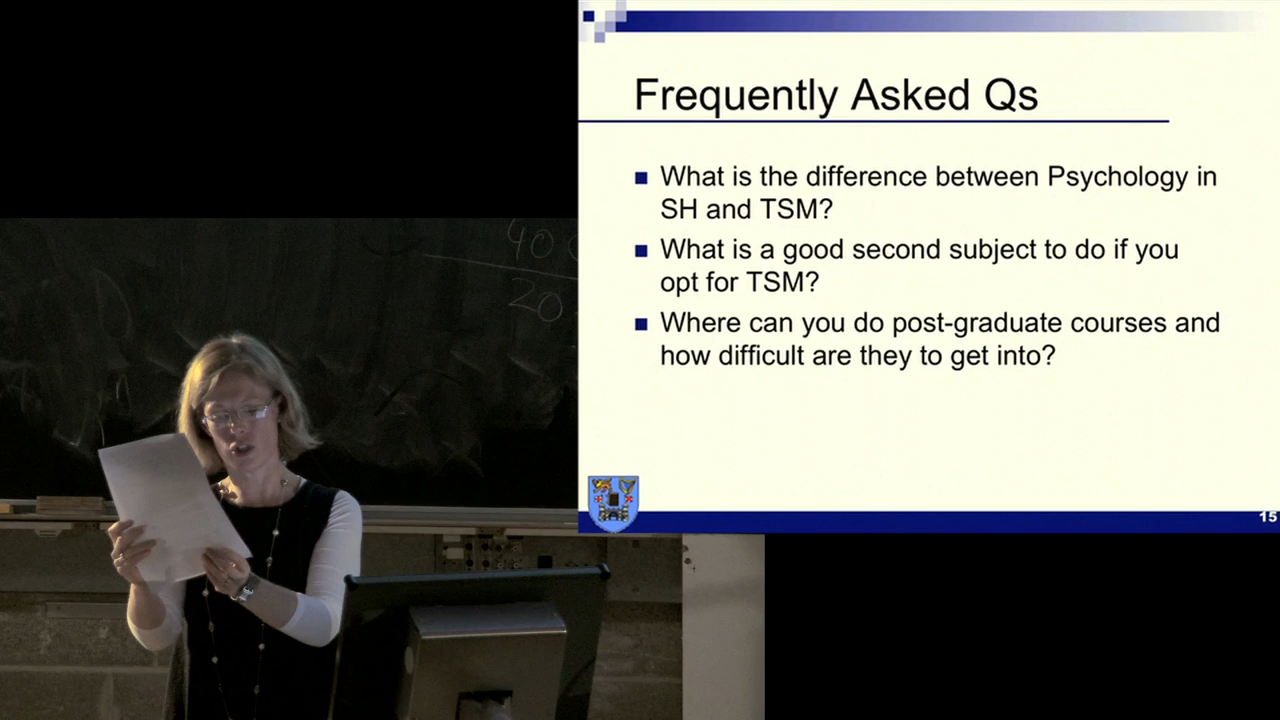 Frequently Asked Qs
What is the difference between Psychology in
SH and TSM?
What is a good second subject to do if you
opt for TSM?
Where can you do post-graduate courses and
how difficult are they to get into?
15
40
20